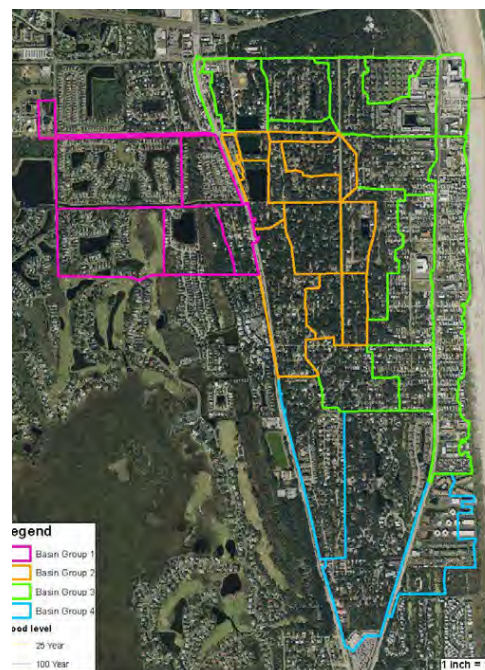 egend
Basin Group 1
Basin Group 2
Basin Group 3
Basin Group 4
ood level
25 Year
100 Year
1 inch =